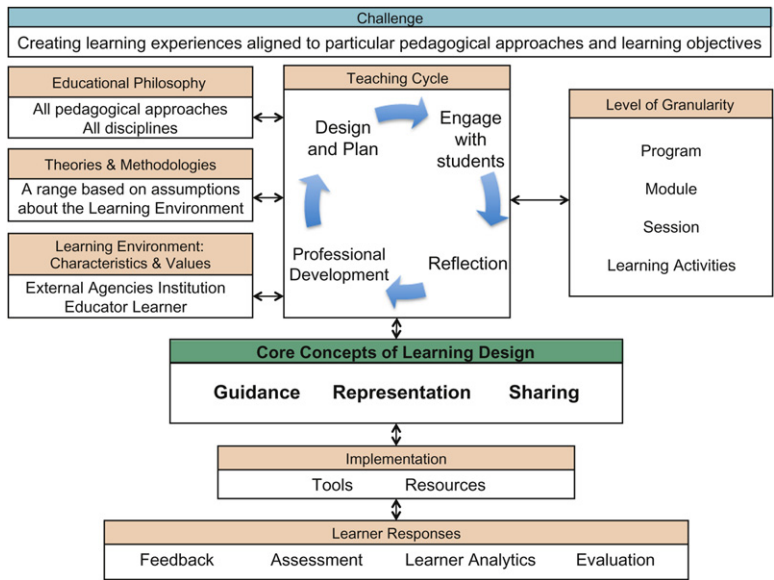 Challenge
Creating learning experiences aligned to particular pedagogical approaches and learning objectives
Educational Philosophy
All pedagogical approaches
All disciplines
Theories & Methodologies
A range based on assumptions
about the Learning Environment
Learning Environment:
Characteristics & Values
External Agencies Institution
Educator Learner
Teaching Cycle
Design
and Plan
Engage
with
students
Reflection
Professional
Development
Level of Granularity
Program
Module
Session
Learning Activities
Core Concepts of Learning Design
Guidance Representation Sharing
Implementation
Tools Resources
Learner Responses
Feedback Assessment Learner Analytics Evaluation